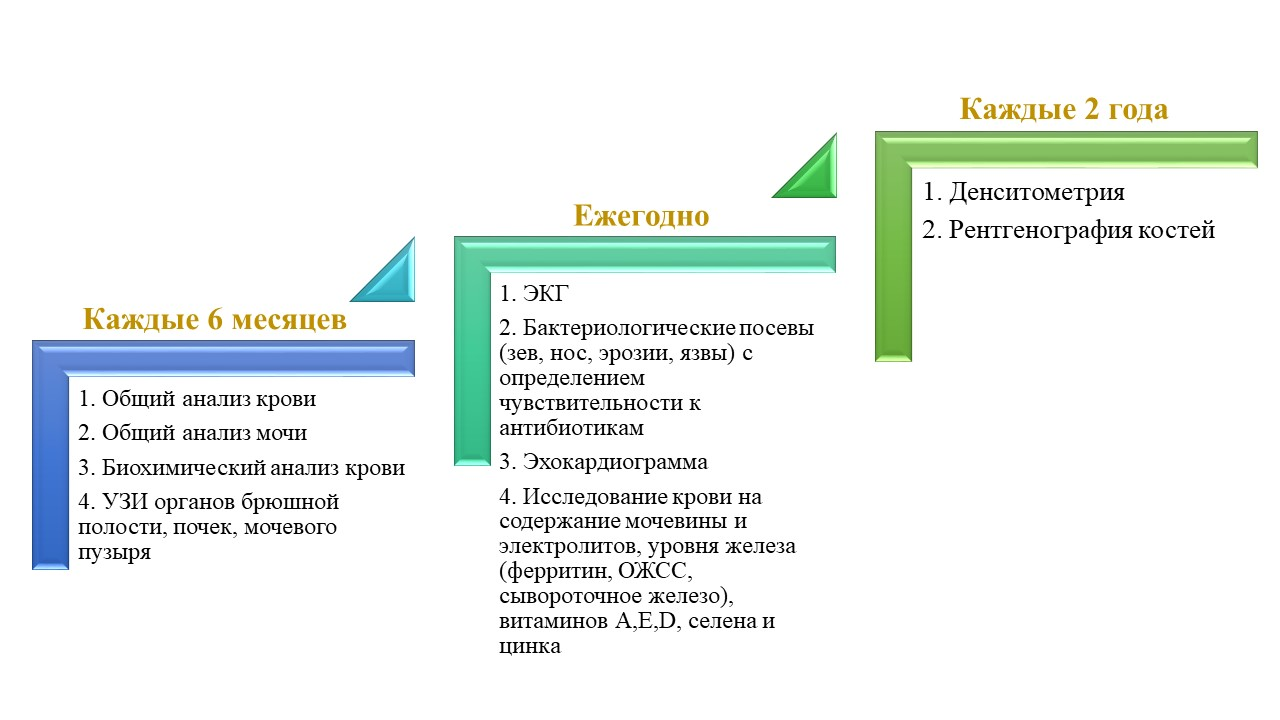 Каждые 6 месяцев
1. Общий анализ крови
2. Общий анализ мочи
3. Биохимический анализ крови
4. УЗИ органов брюшной
полости, почек, мочевого
пузыря
Ежегодно
1. ЭКГ
2. Бактериологические посевы
(зев, нос, эрозии, язвы) с
определением
чувствительности к
антибиотикам
3. Эхокардиограмма
4. Исследование крови на
содержание мочевины и
электролитов, уровня железа
(ферритин, ОЖСС,
сывороточное железо),
витаминов A,E,D, селена и
цинка
Каждые 2 года
1. Денситометрия
2. Рентгенография костей